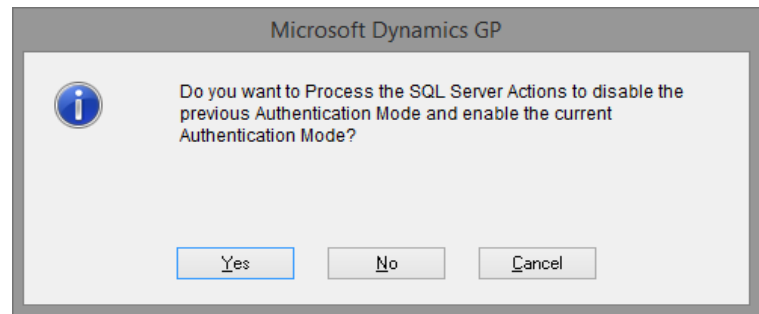 Microsoft Dynamics GP
Do you want to Process the SQL Server Actions to disable the
previous Authentication Mode and enable the current
Authentication Mode?
Yes No Cancel